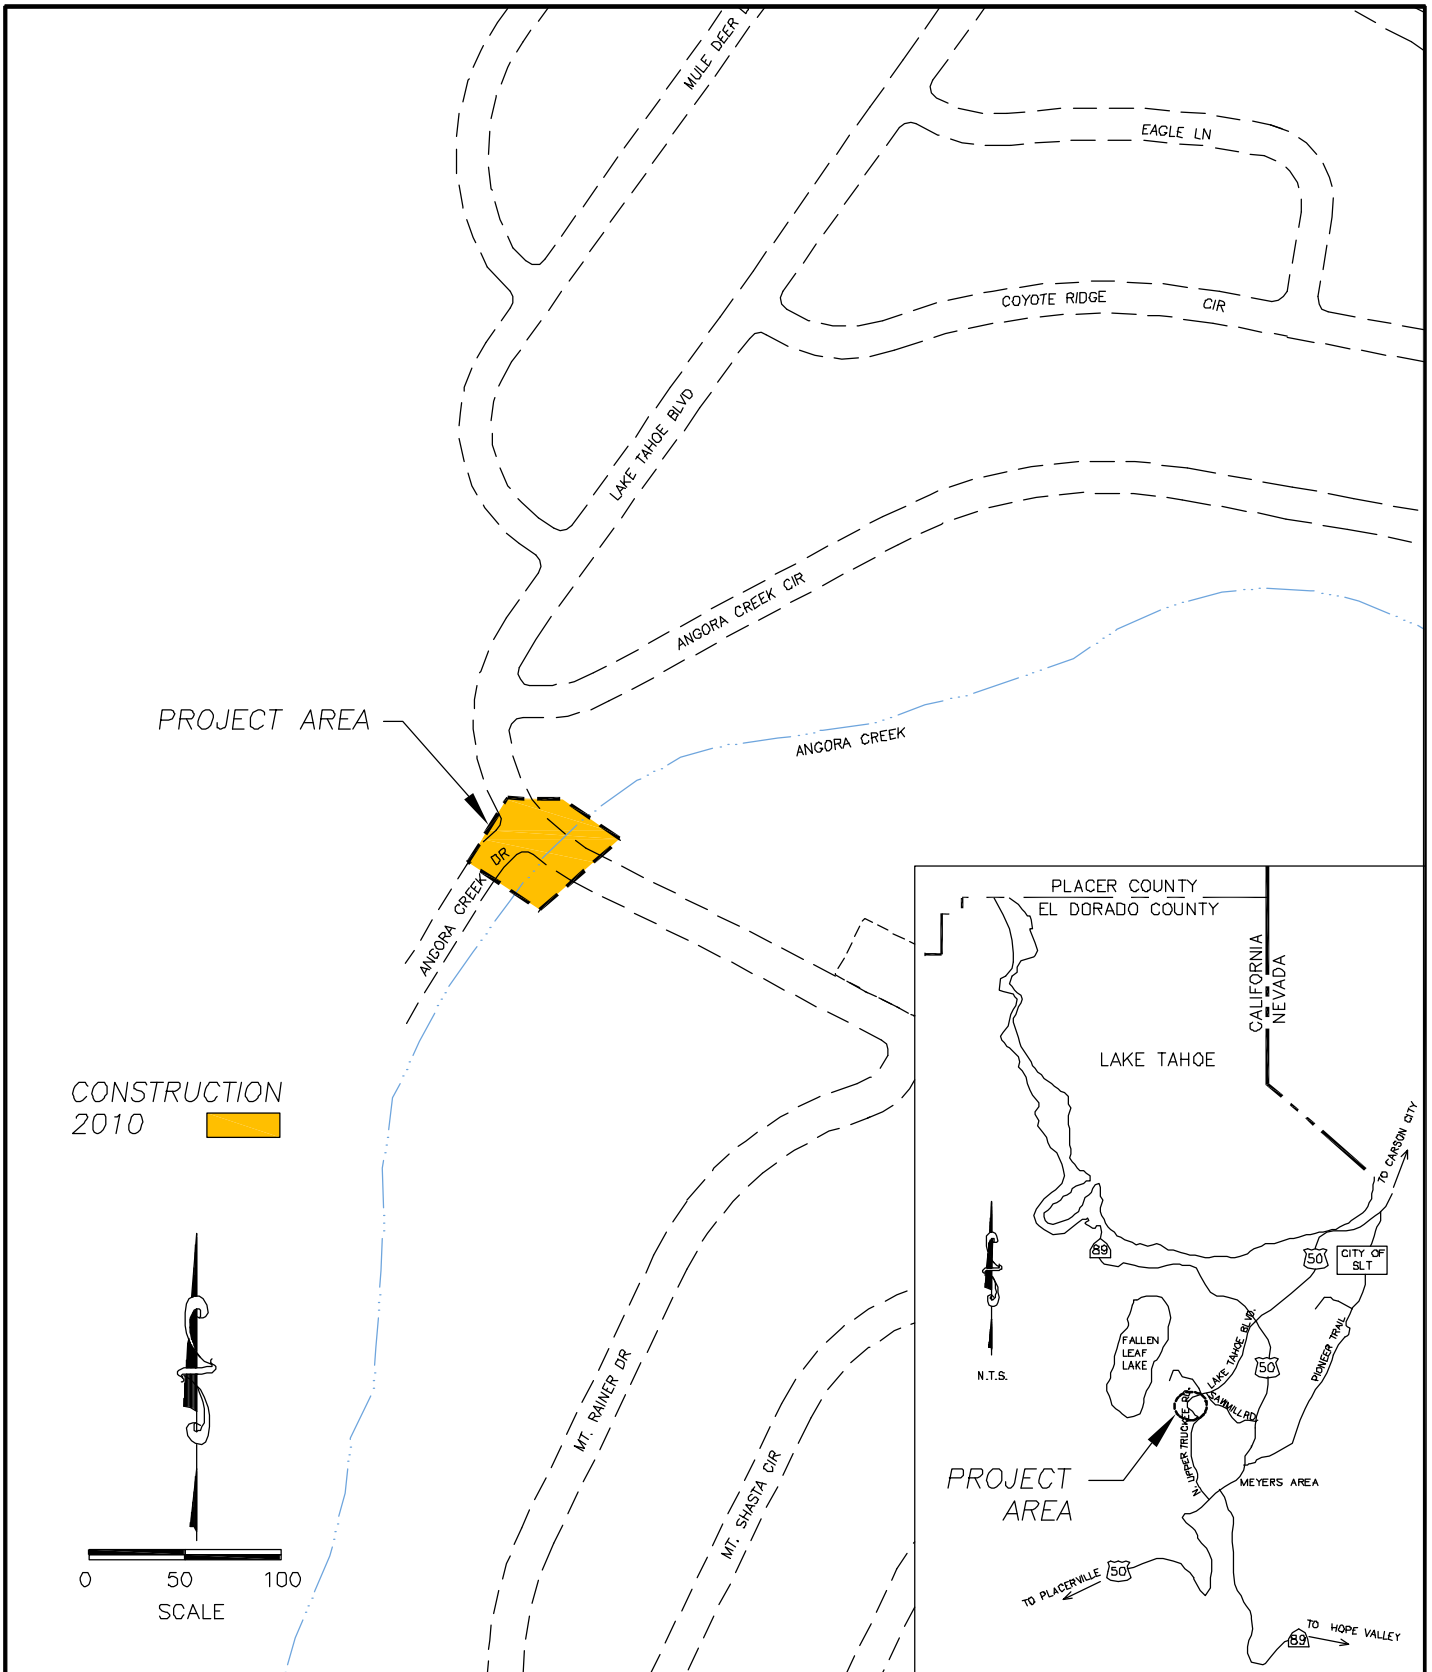 MULE DEER
EAGLE LN
COYOTE RIDGE CIR
LAKE TAHOE BLVD
ANGORA CREEK CIR
PROJECT AREA
ANGORA CREEK
ANGORA CREEK DR
CONSTRUCTION
2010
MT. RAINER DR
MT. SHASTA CIR
0 50 100
SCALE
PLACER COUNTY
EL DORADO COUNTY
CALIFORNIA
NEVADA
LAKE TAHOE
TO CARSON CITY
89
50
CITY OF
SLT
N.T.S.
FALLEN
LEAF
LAKE
LAKE TAHOE BLVD.
50
PIONEER TRAIL
SAWMILL RD.
N. UPPER TRUCKEE RD.
PROJECT
AREA
MEYERS AREA
TO PLACERVILLE
50
TO HOPE VALLEY
89